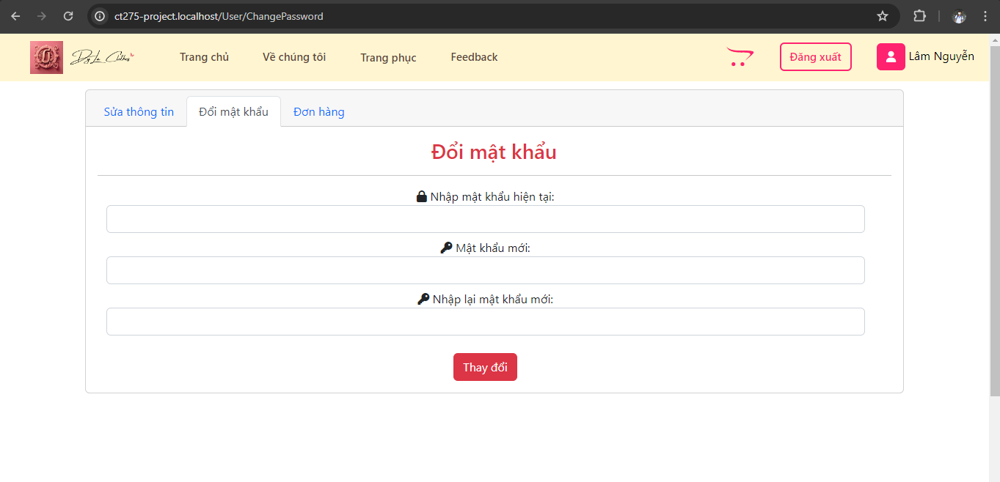 ct275-project.localhost/User/ChangePassword
Trang chủ Về chúng tôi Trang phục Feedback Đăng xuất Lâm Nguyễn
Sửa thông tin Đổi mật khẩu Đơn hàng
Đổi mật khẩu
Nhập mật khẩu hiện tại:
Mật khẩu mới:
Nhập lại mật khẩu mới:
Thay đổi